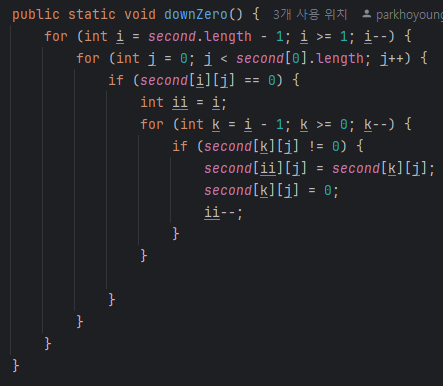 public static void downZero() { 3개 사용 위치 parkhoyoung
    for (int i = second.length - 1; i >= 1; i--) {
        for (int j = 0; j < second[0].length; j++) {
            if (second[i][j] == 0) {
                int ii = i;
                for (int k = i - 1; k >= 0; k--) {
                    if (second[k][j] != 0) {
                        second[ii][j] = second[k][j];
                        second[k][j] = 0;
                        ii--;
                    }
                }

            }
        }
    }
}